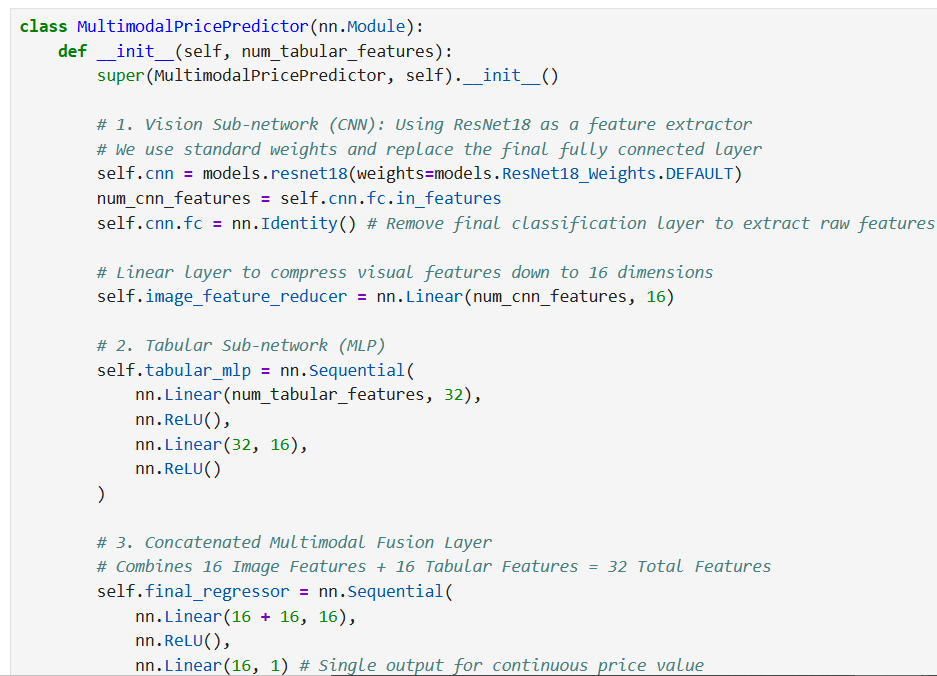 class MultimodalPricePredictor(nn.Module):
    def __init__(self, num_tabular_features):
        super(MultimodalPricePredictor, self).__init__()

        # 1. Vision Sub-network (CNN): Using ResNet18 as a feature extractor
        # We use standard weights and replace the final fully connected layer
        self.cnn = models.resnet18(weights=models.ResNet18_Weights.DEFAULT)
        num_cnn_features = self.cnn.fc.in_features
        self.cnn.fc = nn.Identity() # Remove final classification layer to extract raw features

        # Linear layer to compress visual features down to 16 dimensions
        self.image_feature_reducer = nn.Linear(num_cnn_features, 16)

        # 2. Tabular Sub-network (MLP)
        self.tabular_mlp = nn.Sequential(
            nn.Linear(num_tabular_features, 32),
            nn.ReLU(),
            nn.Linear(32, 16),
            nn.ReLU()
        )

        # 3. Concatenated Multimodal Fusion Layer
        # Combines 16 Image Features + 16 Tabular Features = 32 Total Features
        self.final_regressor = nn.Sequential(
            nn.Linear(16 + 16, 16),
            nn.ReLU(),
            nn.Linear(16, 1) # Single output for continuous price value